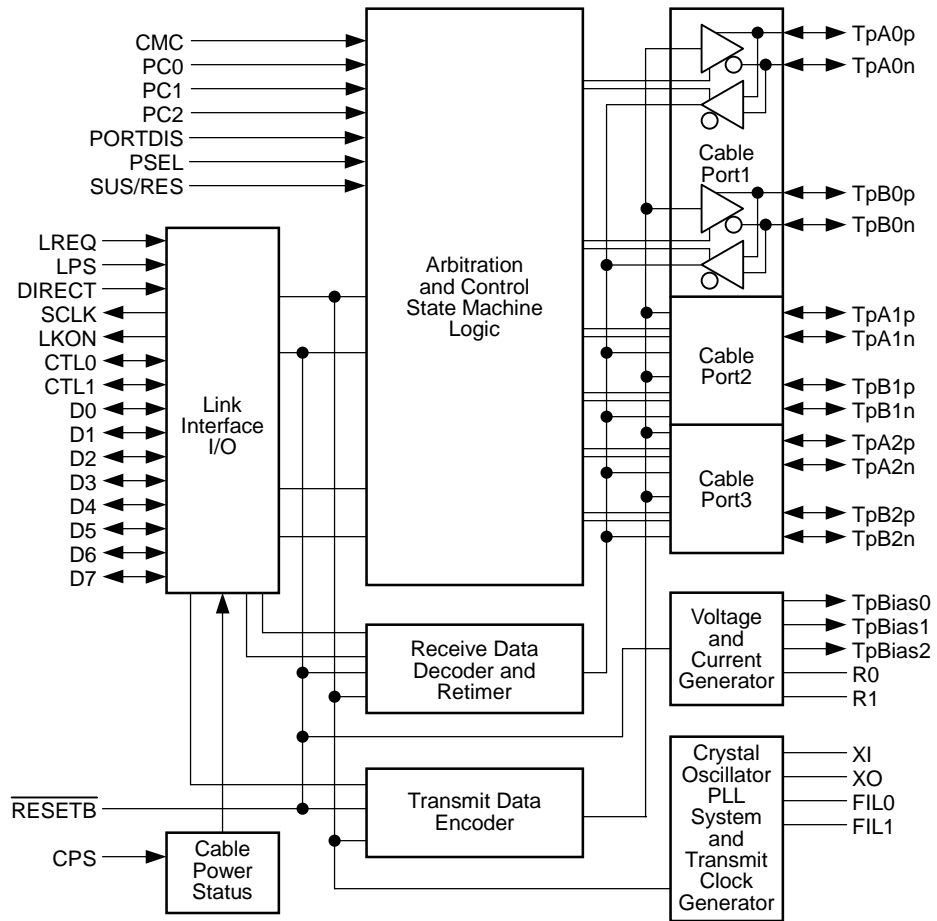 CMC
PC0
PC1
PC2
PORTDIS
PSEL
SUS/RES
LREQ
LPS
DIRECT
SCLK
LKON
CTL0
CTL1
D0
D1
D2
D3
D4
D5
D6
D7
RESETB
CPS
Link
Interface
I/O
Cable
Power
Status
Arbitration
and Control
State Machine
Logic
Receive Data
Decoder and
Retimer
Transmit Data
Encoder
Cable
Port1
Cable
Port2
Cable
Port3
Voltage
and
Current
Generator
Crystal
Oscillator
PLL
System
and
Transmit
Clock
Generator
TpA0p
TpA0n
TpB0p
TpB0n
TpA1p
TpA1n
TpB1p
TpB1n
TpA2p
TpA2n
TpB2p
TpB2n
TpBias0
TpBias1
TpBias2
R0
R1
XI
XO
FIL0
FIL1